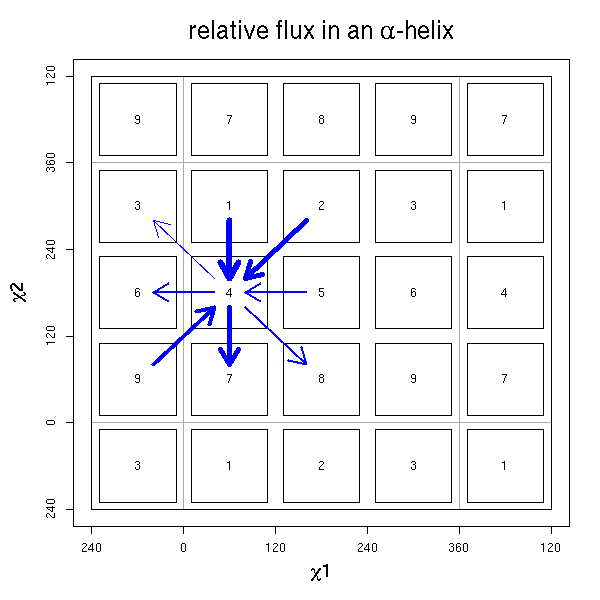 relative flux in an α-helix
120
9 7 8 9 7
360
3 1 2 3 1
240
χ2
6 4 5 6 4
120
9 7 8 9 7
0
3 1 2 3 1
240
240 0 120 240 360 120
χ1